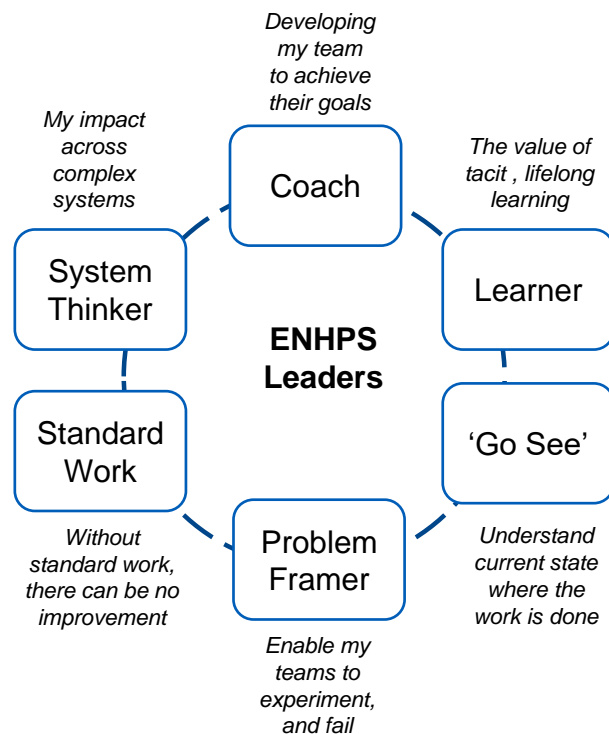 Developing
my team
to achieve
their goals
Coach
My impact
across
complex
systems
The value of
tacit , lifelong
learning
System
Thinker
Learner
ENHPS
Leaders
Standard
Work
‘Go See’
Without
standard work,
there can be no
improvement
Problem
Framer
Understand
current state
where the
work is done
Enable my
teams to
experiment,
and fail